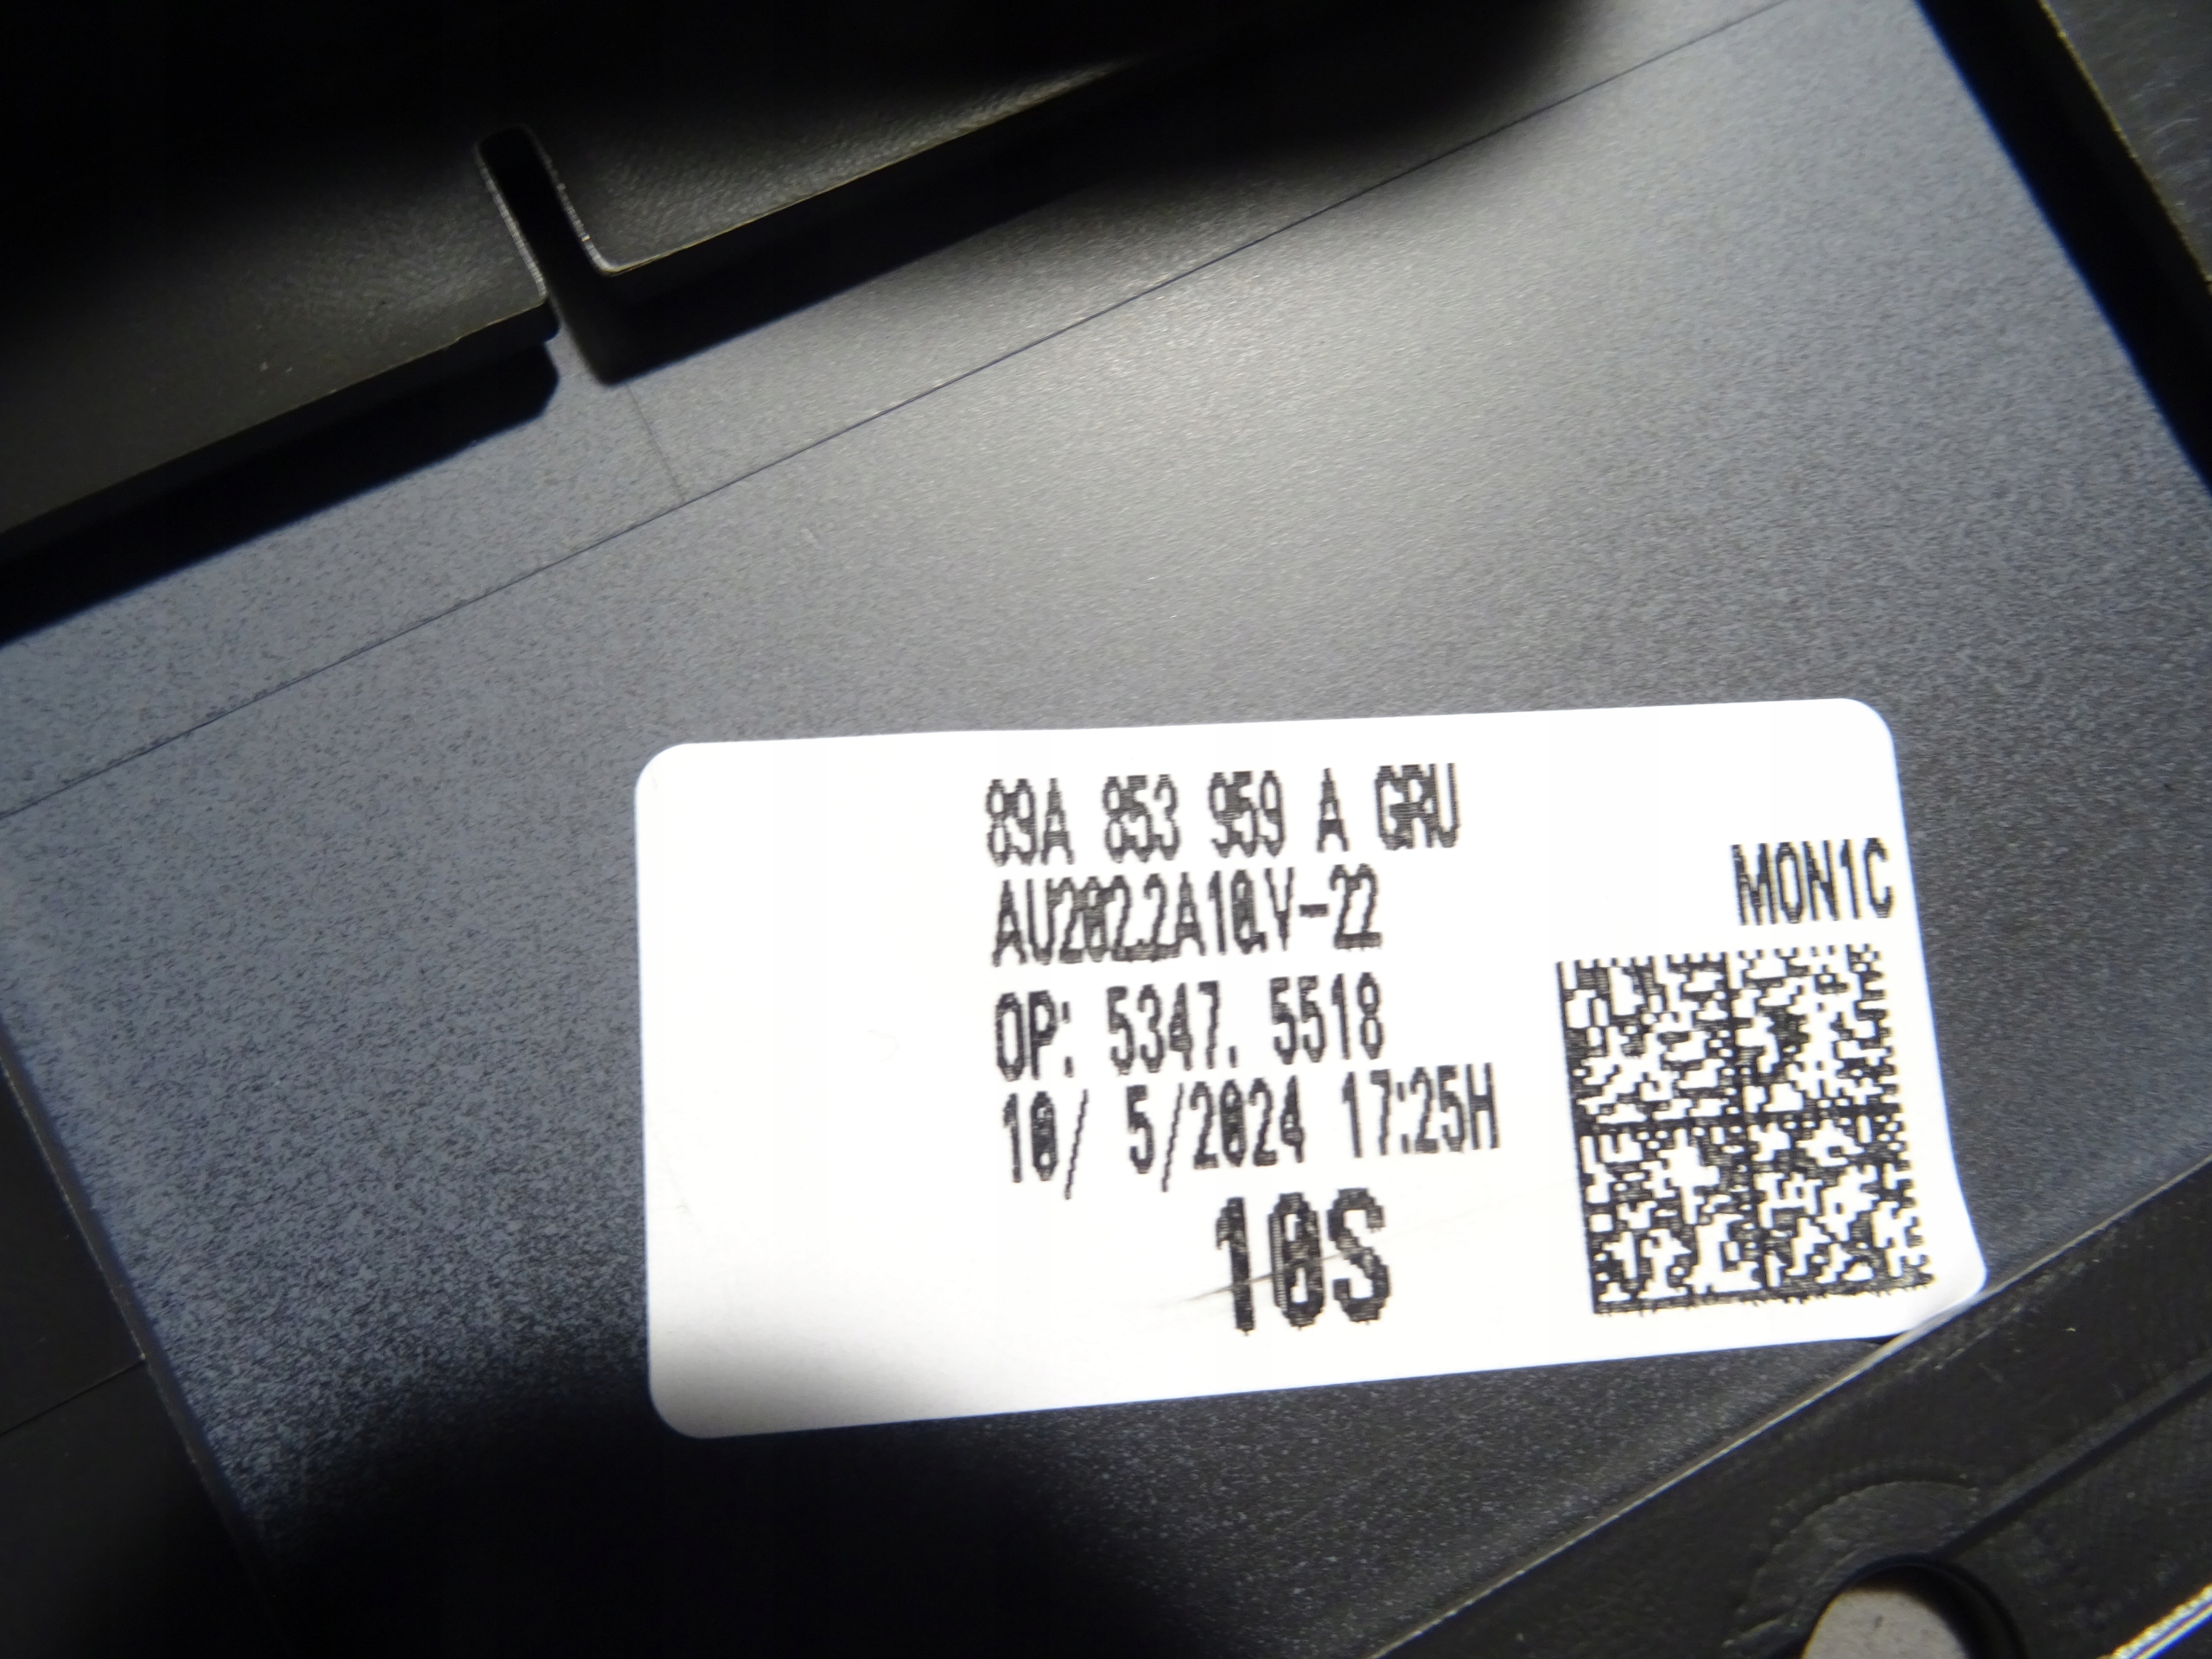 89A 853 959 A GRU
AU202.2A10.V-22
MON1C
OP: 5347. 5518
10/ 5/2024 17:25H
10S